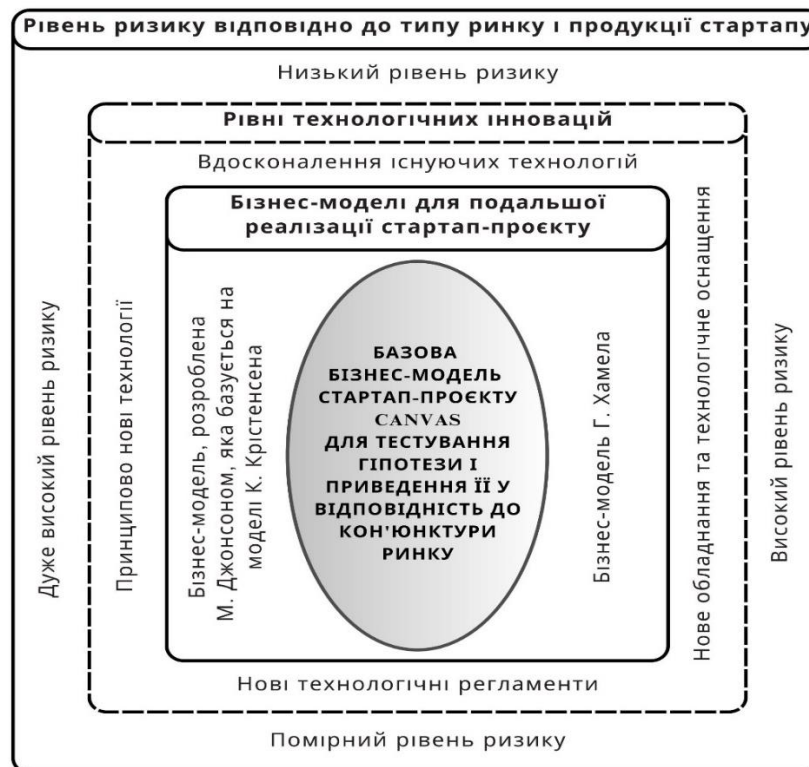 Рівень ризику відповідно до типу ринку і продукції стартапу
Низький рівень ризику
Рівні технологічних інновацій
Вдосконалення існуючих технологій
Бізнес-моделі для подальшої
реалізації стартап-проєкту
Дуже високий рівень ризику
Принципово нові технології
Бізнес-модель, розроблена
М. Джонсоном, яка базується на
моделі К. Крістенсена
БАЗОВА
БІЗНЕС-МОДЕЛЬ
СТАРТАП-ПРОЄКТУ
CANVAS
ДЛЯ ТЕСТУВАННЯ
ГІПОТЕЗИ І
ПРИВЕДЕННЯ ЇЇ У
ВІДПОВІДНІСТЬ ДО
КОН'ЮНКТУРИ
РИНКУ
Бізнес-модель Г. Хамела
Нове обладнання та технологічне оснащення
Високий рівень ризику
Нові технологічні регламенти
Помірний рівень ризику